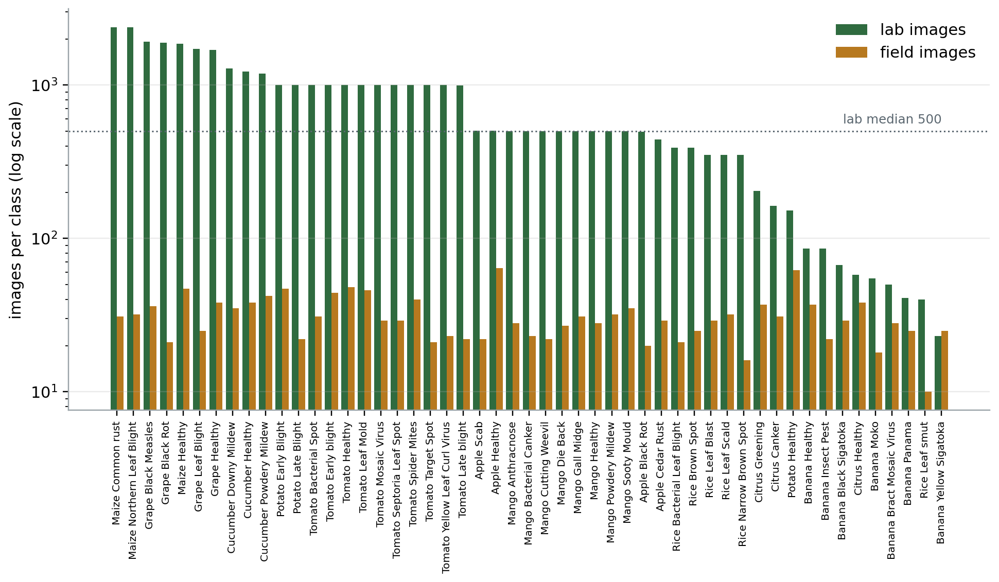 lab images
field images
images per class (log scale)
10³
10²
10¹
lab median 500
Maize Common rust
Maize Northern Leaf Blight
Grape Black Measles
Grape Black Rot
Maize Healthy
Grape Leaf Blight
Grape Healthy
Cucumber Downy Mildew
Cucumber Healthy
Cucumber Powdery Mildew
Potato Early Blight
Potato Late Blight
Tomato Bacterial Spot
Tomato Early blight
Tomato Healthy
Tomato Leaf Mold
Tomato Mosaic Virus
Tomato Septoria Leaf Spot
Tomato Spider Mites
Tomato Target Spot
Tomato Yellow Leaf Curl Virus
Tomato Late blight
Apple Scab
Apple Healthy
Mango Anthracnose
Mango Bacterial Canker
Mango Cutting Weevil
Mango Die Back
Mango Gall Midge
Mango Healthy
Mango Powdery Mildew
Mango Sooty Mould
Apple Black Rot
Apple Cedar Rust
Rice Bacterial Leaf Blight
Rice Brown Spot
Rice Leaf Blast
Rice Leaf Scald
Rice Narrow Brown Spot
Citrus Greening
Citrus Canker
Potato Healthy
Banana Healthy
Banana Insect Pest
Banana Black Sigatoka
Citrus Healthy
Banana Moko
Banana Bract Mosaic Virus
Banana Panama
Rice Leaf smut
Banana Yellow Sigatoka